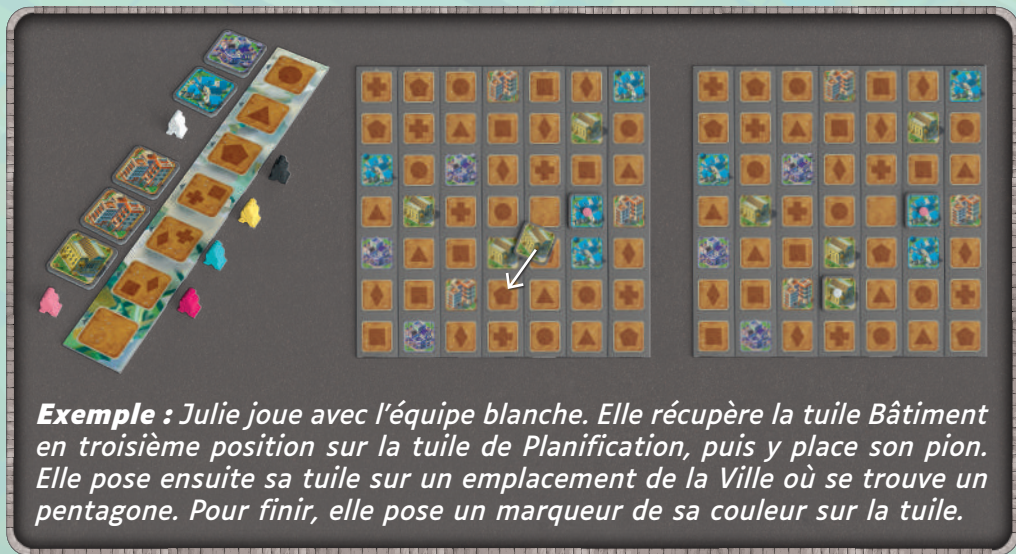 Exemple : Julie joue avec l’équipe blanche. Elle récupère la tuile Bâtiment
en troisième position sur la tuile de Planification, puis y place son pion.
Elle pose ensuite sa tuile sur un emplacement de la Ville où se trouve un
pentagone. Pour finir, elle pose un marqueur de sa couleur sur la tuile.